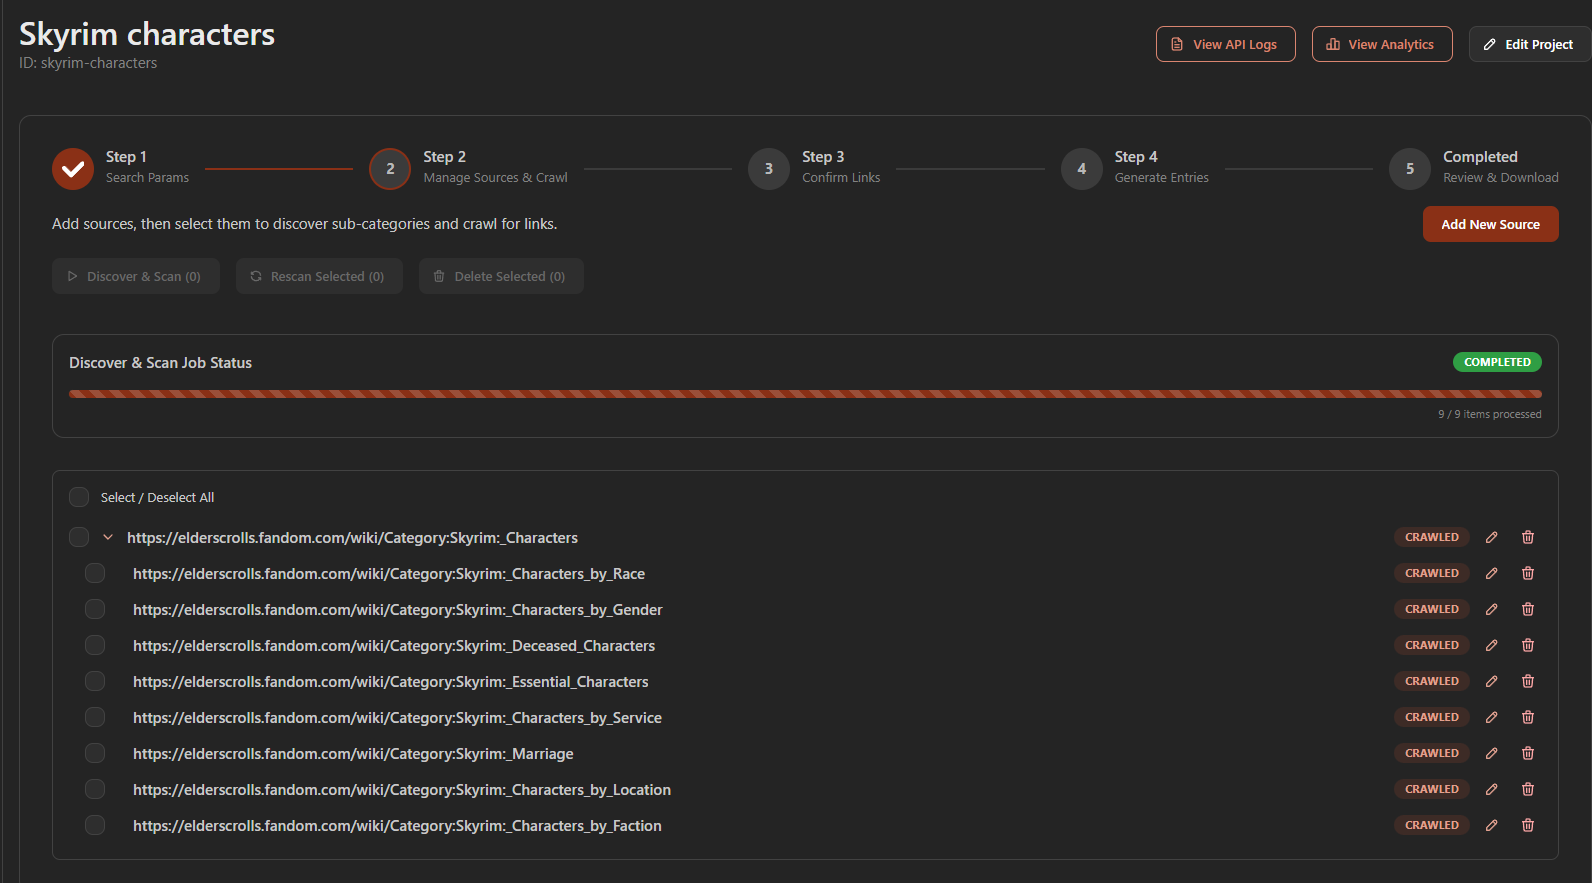 Skyrim characters
ID: skyrim-characters
View API Logs
View Analytics
Edit Project
Step 1
Search Params
2
Step 2
Manage Sources & Crawl
3
Step 3
Confirm Links
4
Step 4
Generate Entries
5
Completed
Review & Download
Add sources, then select them to discover sub-categories and crawl for links.
Add New Source
Discover & Scan (0)
Rescan Selected (0)
Delete Selected (0)
Discover & Scan Job Status
COMPLETED
9 / 9 items processed
Select / Deselect All
https://elderscrolls.fandom.com/wiki/Category:Skyrim:_Characters CRAWLED
https://elderscrolls.fandom.com/wiki/Category:Skyrim:_Characters_by_Race CRAWLED
https://elderscrolls.fandom.com/wiki/Category:Skyrim:_Characters_by_Gender CRAWLED
https://elderscrolls.fandom.com/wiki/Category:Skyrim:_Deceased_Characters CRAWLED
https://elderscrolls.fandom.com/wiki/Category:Skyrim:_Essential_Characters CRAWLED
https://elderscrolls.fandom.com/wiki/Category:Skyrim:_Characters_by_Service CRAWLED
https://elderscrolls.fandom.com/wiki/Category:Skyrim:_Marriage CRAWLED
https://elderscrolls.fandom.com/wiki/Category:Skyrim:_Characters_by_Location CRAWLED
https://elderscrolls.fandom.com/wiki/Category:Skyrim:_Characters_by_Faction CRAWLED